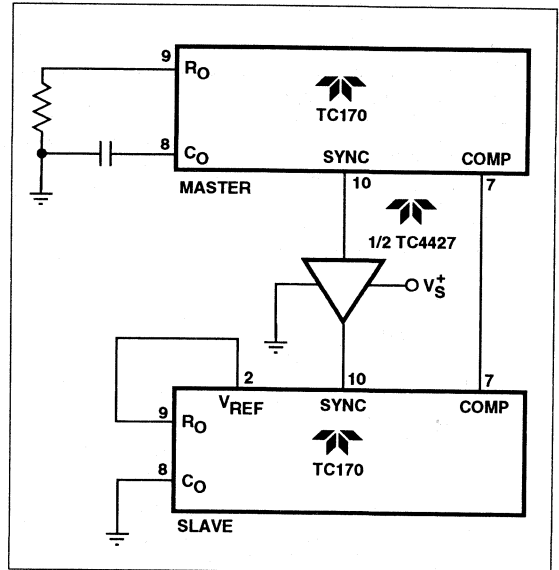 9 RO
TC170
8 CO
SYNC COMP
MASTER
10 7
1/2 TC4427
VS+
2 10 7
9 RO VREF SYNC COMP
8 CO
TC170
SLAVE